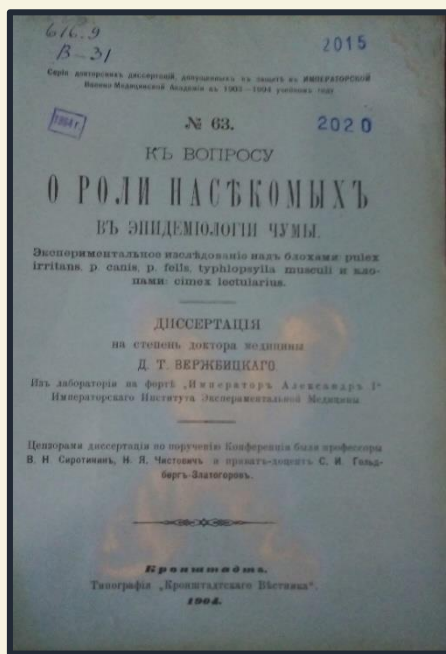 616.9
В-31
2015
Серія докторскихъ диссертацій, допущенныхъ къ защитѣ въ ИМПЕРАТОРСКОЙ
Военно-Медицинской Академіи въ 1903—1904 учебномъ году
1904 г
№ 63.
2020
КЪ ВОПРОСУ
О РОЛИ НАСѢКОМЫХЪ
ВЪ ЭПИДЕМІОЛОГІИ ЧУМЫ.
Экспериментальное изслѣдованіе надъ блохами: pulex
irritans, p. canis, p. felis, typhlopsylla musculi и кло-
пами: cimex lectularius.
ДИССЕРТАЦІЯ
на степень доктора медицины
Д. Т. ВЕРЖБИЦКАГО.
Изъ лабораторіи на фортѣ „Императоръ Александръ I“
Императорскаго Института Экспериментальной Медицины
Цензорами диссертаціи по порученію Конференціи были профессоры
В. Н. Сиротининъ, Н. Я. Чистовичъ и приватъ-доцентъ С. И. Гольд-
бергъ-Златогоровъ.
Кронштадтъ.
Типографія „Кронштадтскаго Вѣстника“.
1904.